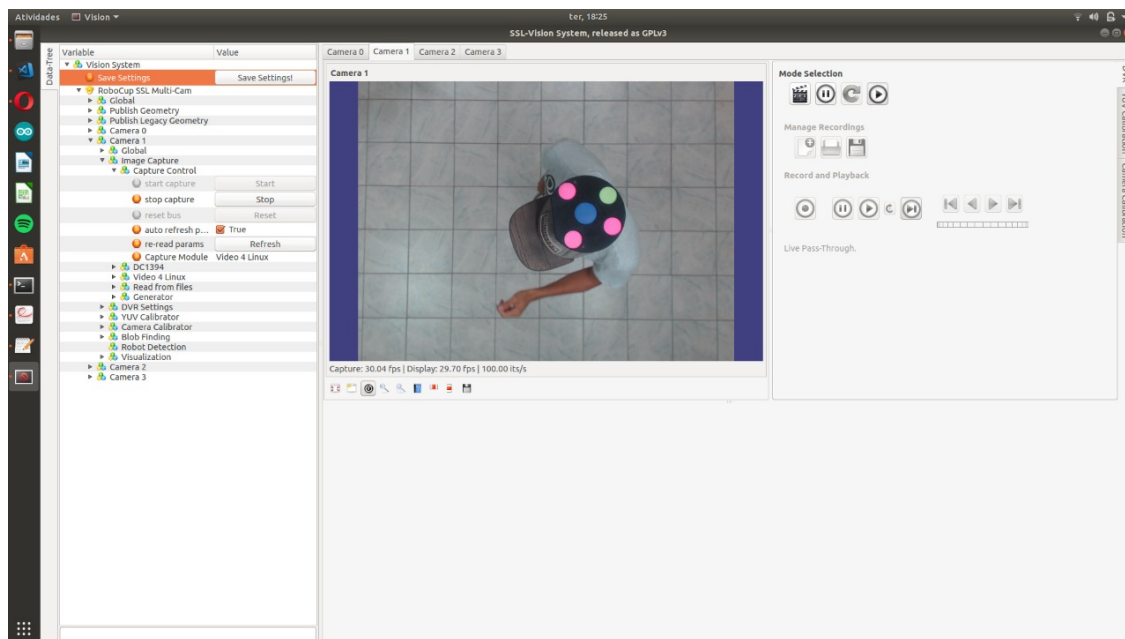 Atividades Vision ter, 18:25
SSL-Vision System, released as GPLv3
Data-Tree
Variable Value
Vision System
Save Settings Save Settings!
RoboCup SSL Multi-Cam
Global
Publish Geometry
Publish Legacy Geometry
Camera 0
Camera 1
Global
Image Capture
Capture Control
start capture Start
stop capture Stop
reset bus Reset
auto refresh p... True
re-read params Refresh
Capture Module Video 4 Linux
DC1394
Video 4 Linux
Read from files
Generator
DVR Settings
YUV Calibrator
Camera Calibrator
Blob Finding
Robot Detection
Visualization
Camera 2
Camera 3
Camera 0 Camera 1 Camera 2 Camera 3
Camera 1
Capture: 30.04 fps | Display: 29.70 fps | 100.00 its/s
Mode Selection
Manage Recordings
Record and Playback
Live Pass-Through.
YUV Calibration
Camera Calibration